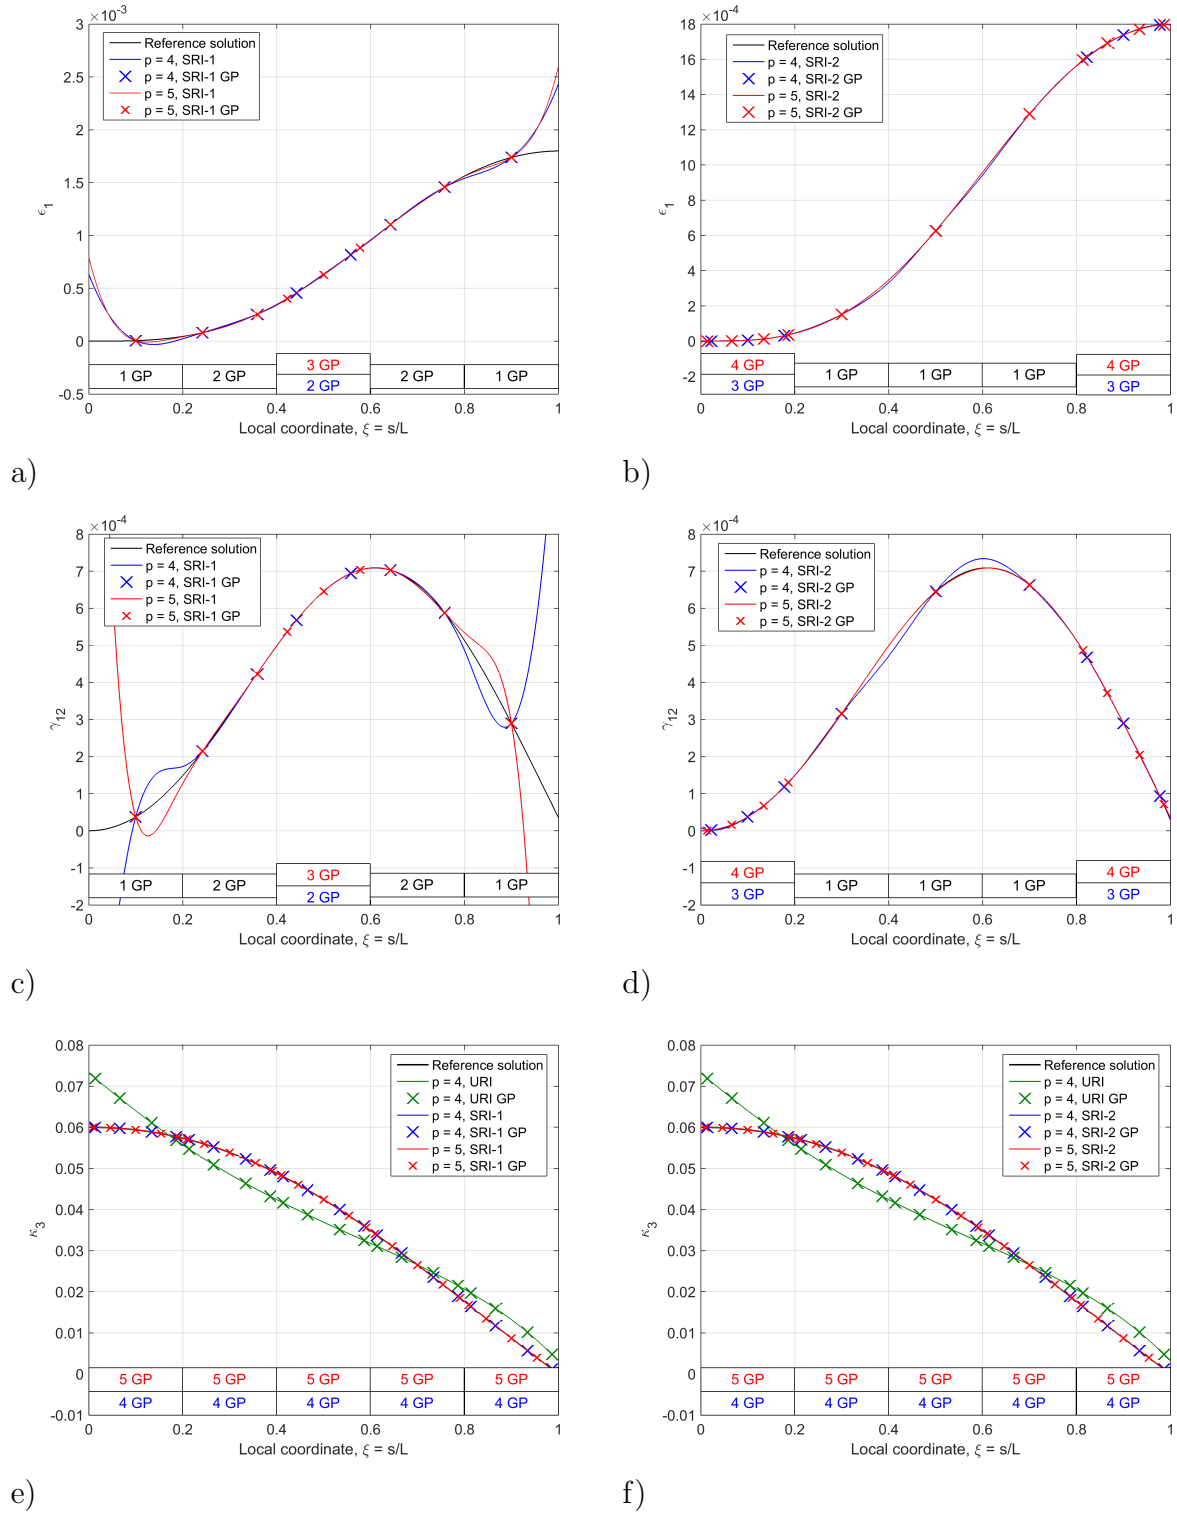 ×10⁻³
3
2.5
2
1.5
1
0.5
0
-0.5
ϵ₁
Reference solution
p = 4, SRI-1
p = 4, SRI-1 GP
p = 5, SRI-1
p = 5, SRI-1 GP
3 GP
1 GP 2 GP 2 GP 1 GP
2 GP
0 0.2 0.4 0.6 0.8 1
Local coordinate, ξ = s/L
a)
×10⁻⁴
18
16
14
12
10
8
6
4
2
0
-2
ϵ₁
Reference solution
p = 4, SRI-2
p = 4, SRI-2 GP
p = 5, SRI-2
p = 5, SRI-2 GP
4 GP 4 GP
1 GP 1 GP 1 GP
3 GP 3 GP
0 0.2 0.4 0.6 0.8 1
Local coordinate, ξ = s/L
b)
×10⁻⁴
8
7
6
5
4
3
2
1
0
-1
-2
γ₁₂
Reference solution
p = 4, SRI-1
p = 4, SRI-1 GP
p = 5, SRI-1
p = 5, SRI-1 GP
3 GP
1 GP 2 GP 2 GP 1 GP
2 GP
0 0.2 0.4 0.6 0.8 1
Local coordinate, ξ = s/L
c)
×10⁻⁴
8
7
6
5
4
3
2
1
0
-1
-2
γ₁₂
Reference solution
p = 4, SRI-2
p = 4, SRI-2 GP
p = 5, SRI-2
p = 5, SRI-2 GP
4 GP 4 GP
1 GP 1 GP 1 GP
3 GP 3 GP
0 0.2 0.4 0.6 0.8 1
Local coordinate, ξ = s/L
d)
0.08
0.07
0.06
0.05
0.04
0.03
0.02
0.01
0
-0.01
κ₃
Reference solution
p = 4, URI
p = 4, URI GP
p = 4, SRI-1
p = 4, SRI-1 GP
p = 5, SRI-1
p = 5, SRI-1 GP
5 GP 5 GP 5 GP 5 GP 5 GP
4 GP 4 GP 4 GP 4 GP 4 GP
0 0.2 0.4 0.6 0.8 1
Local coordinate, ξ = s/L
e)
0.08
0.07
0.06
0.05
0.04
0.03
0.02
0.01
0
-0.01
κ₃
Reference solution
p = 4, URI
p = 4, URI GP
p = 4, SRI-2
p = 4, SRI-2 GP
p = 5, SRI-2
p = 5, SRI-2 GP
5 GP 5 GP 5 GP 5 GP 5 GP
4 GP 4 GP 4 GP 4 GP 4 GP
0 0.2 0.4 0.6 0.8 1
Local coordinate, ξ = s/L
f)